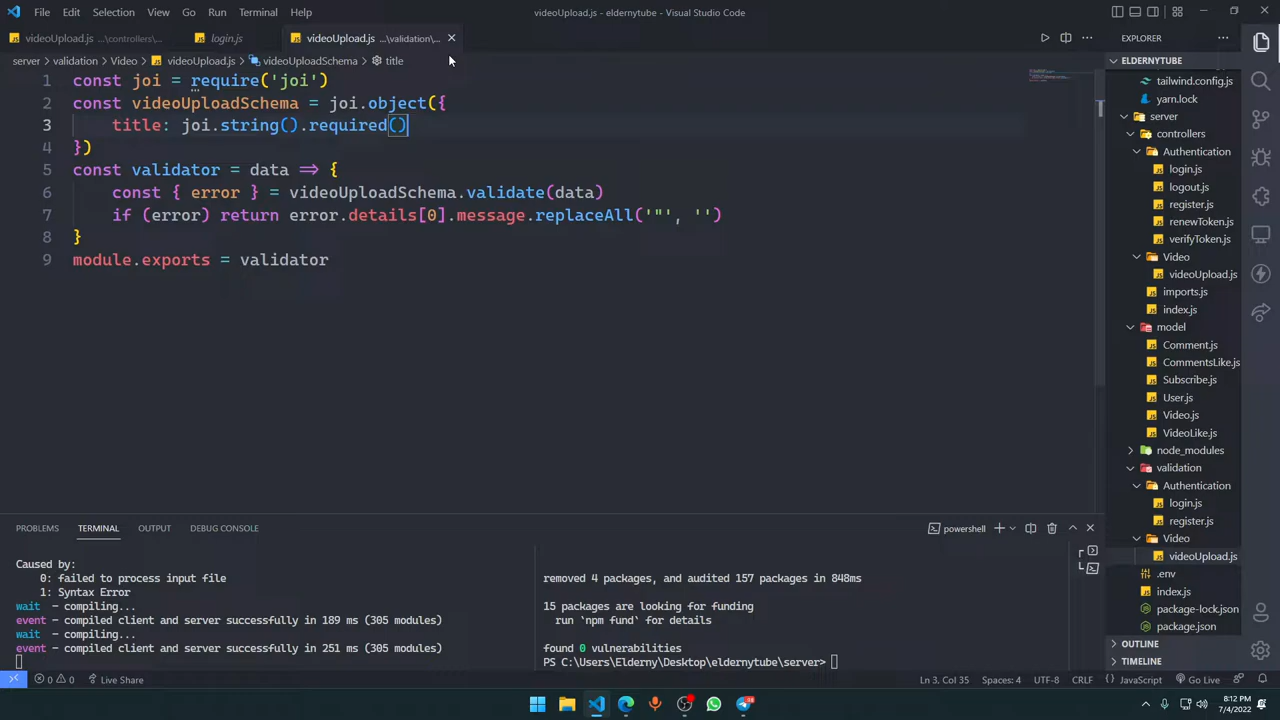 File Edit Selection View Go Run Terminal Help
videoUpload.js - eldernytube - Visual Studio Code
videoUpload.js ...\controllers\...
login.js
videoUpload.js ...\validation\...
server validation Video videoUpload.js videoUploadSchema title
1 const joi = require('joi')
2 const videoUploadSchema = joi.object({
3 title: joi.string().required()
4 })
5 const validator = data => {
6 const { error } = videoUploadSchema.validate(data)
7 if (error) return error.details[0].message.replaceAll('"', '')
8 }
9 module.exports = validator
EXPLORER
ELDERNYTUBE
tailwind.config.js
yarn.lock
server
controllers
Authentication
login.js
logout.js
register.js
renewToken.js
verifyToken.js
Video
videoUpload.js
imports.js
index.js
model
Comment.js
CommentsLike.js
Subscribe.js
User.js
Video.js
VideoLike.js
node_modules
validation
Authentication
login.js
register.js
Video
videoUpload.js
.env
index.js
package-lock.json
package.json
OUTLINE
TIMELINE
PROBLEMS TERMINAL OUTPUT DEBUG CONSOLE
powershell
Caused by:
0: failed to process input file
1: Syntax Error
wait - compiling...
event - compiled client and server successfully in 189 ms (305 modules)
wait - compiling...
event - compiled client and server successfully in 251 ms (305 modules)
removed 4 packages, and audited 157 packages in 848ms
15 packages are looking for funding
run `npm fund` for details
found 0 vulnerabilities
PS C:\Users\Elderny\Desktop\eldernytube\server>
0 0 Live Share
Ln 3, Col 35 Spaces: 4 UTF-8 CRLF {} JavaScript Go Live
8:12 PM
7/4/2022